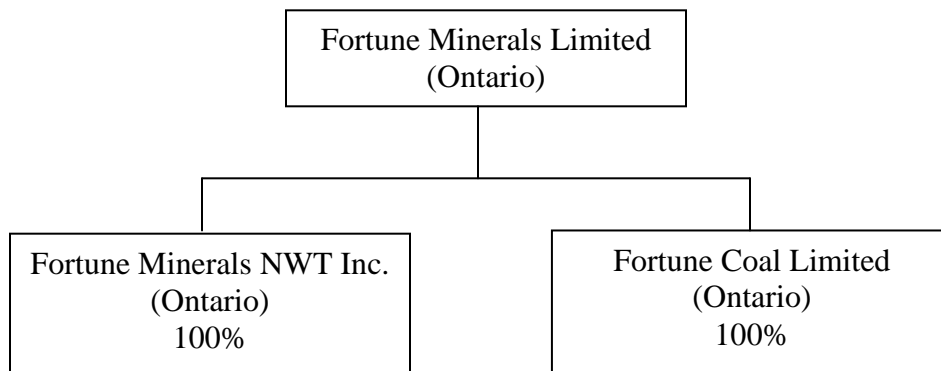 Fortune Minerals Limited
(Ontario)
Fortune Minerals NWT Inc.
(Ontario)
100%
Fortune Coal Limited
(Ontario)
100%